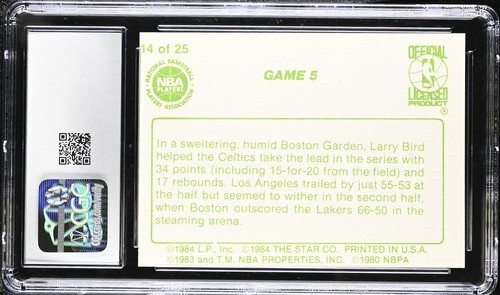 14 of 25
NATIONAL BASKETBALL
NBA
PLAYERS
PLAYERS ASSOCIATION
GAME 5
OFFICIAL
NBA
LICENSED
PRODUCT
®
In a sweltering, humid Boston Garden, Larry Bird
helped the Celtics take the lead in the series with
34 points (including 15-for-20 from the field) and
17 rebounds. Los Angeles trailed by just 55-53 at
the half but seemed to wither in the second half,
when Boston outscored the Lakers 66-50 in the
steaming arena.
©1984 L.P., Inc. ©1984 THE STAR CO. PRINTED IN U.S.A.
©1983 and T.M. NBA PROPERTIES, INC. ©1980 NBPA
CGC